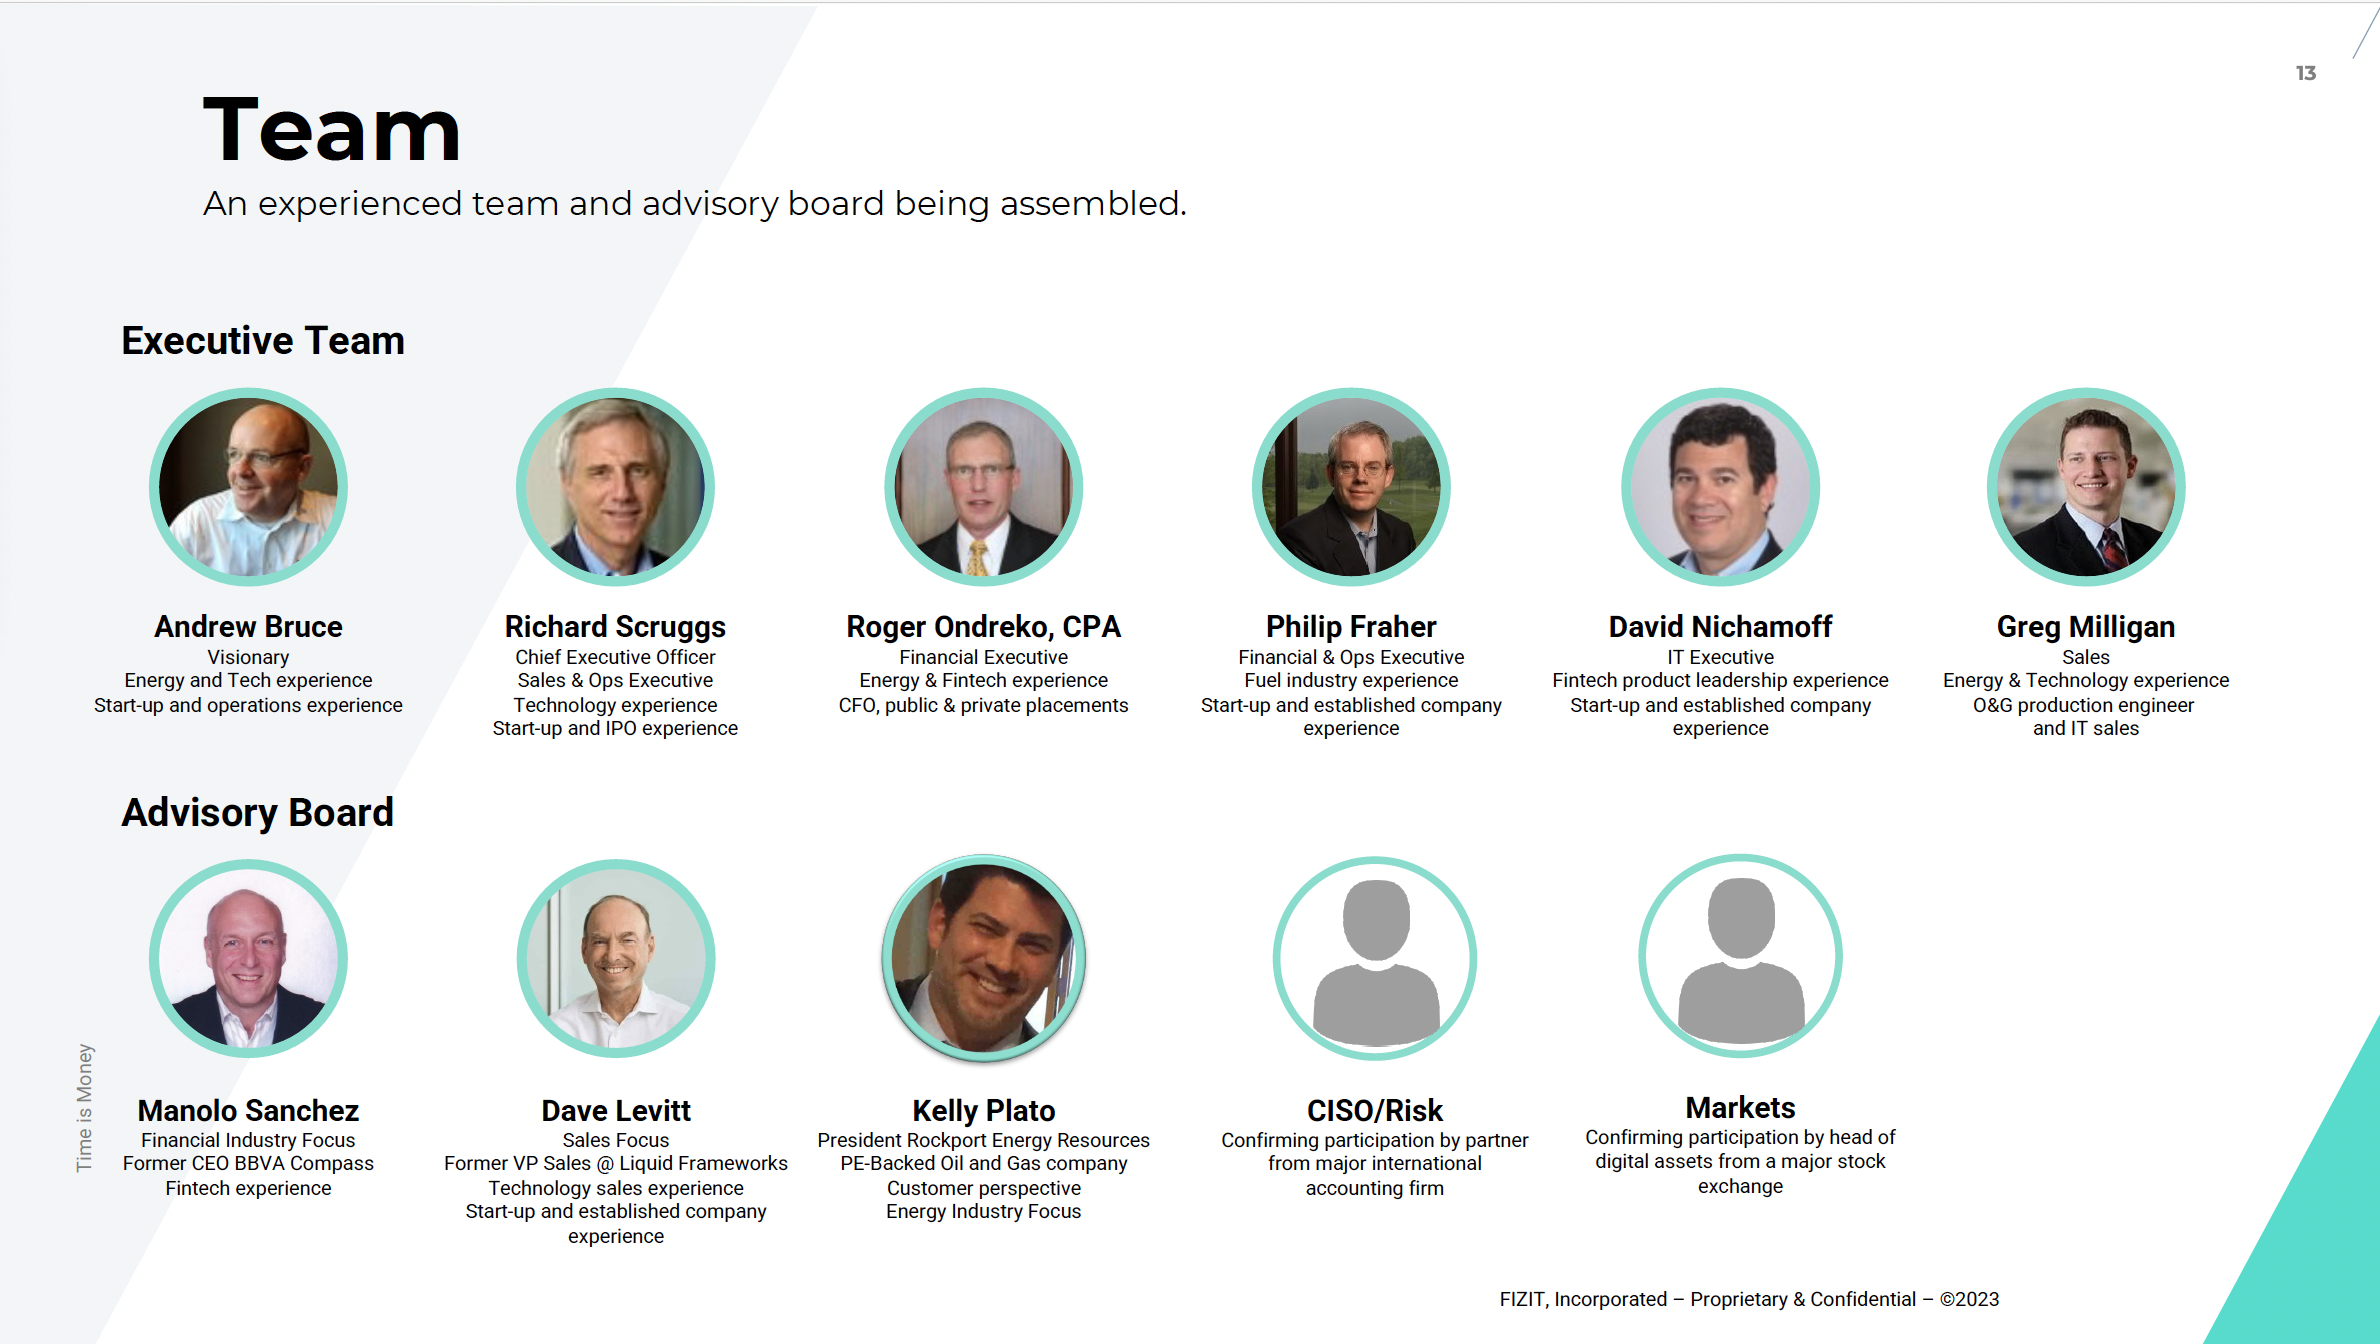 13
Team
An experienced team and advisory board being assembled.
Executive Team
Andrew Bruce
Visionary
Energy and Tech experience
Start-up and operations experience
Richard Scruggs
Chief Executive Officer
Sales & Ops Executive
Technology experience
Start-up and IPO experience
Roger Ondreko, CPA
Financial Executive
Energy & Fintech experience
CFO, public & private placements
Philip Fraher
Financial & Ops Executive
Fuel industry experience
Start-up and established company
experience
David Nichamoff
IT Executive
Fintech product leadership experience
Start-up and established company
experience
Greg Milligan
Sales
Energy & Technology experience
O&G production engineer
and IT sales
Advisory Board
Manolo Sanchez
Financial Industry Focus
Former CEO BBVA Compass
Fintech experience
Dave Levitt
Sales Focus
Former VP Sales @ Liquid Frameworks
Technology sales experience
Start-up and established company
experience
Kelly Plato
President Rockport Energy Resources
PE-Backed Oil and Gas company
Customer perspective
Energy Industry Focus
CISO/Risk
Confirming participation by partner
from major international
accounting firm
Markets
Confirming participation by head of
digital assets from a major stock
exchange
Time is Money
FIZIT, Incorporated – Proprietary & Confidential – ©2023